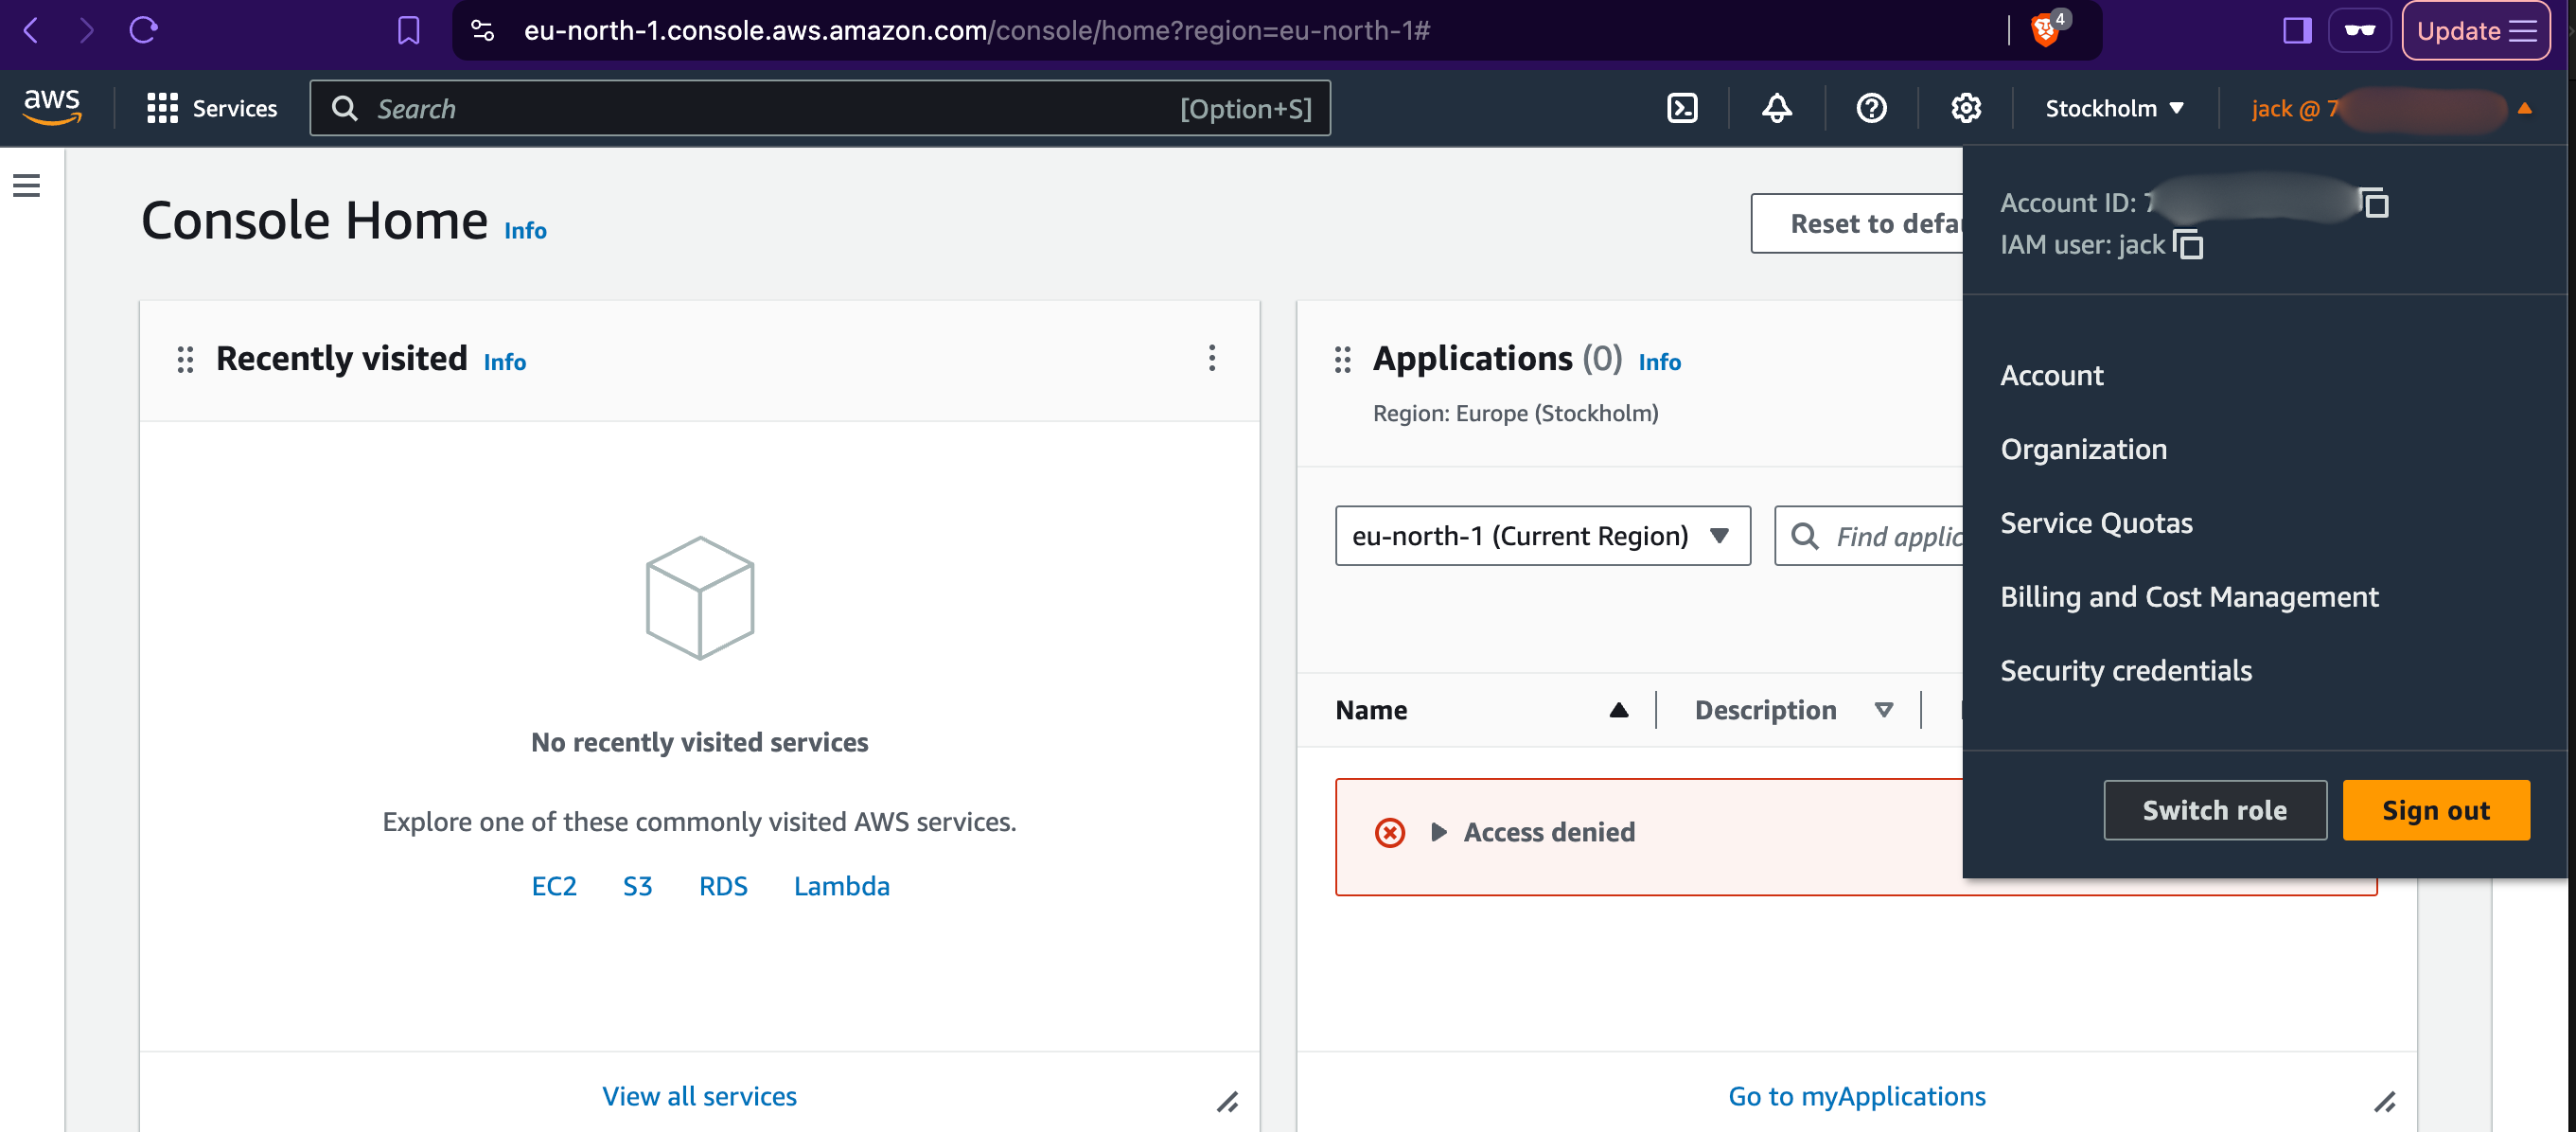 eu-north-1.console.aws.amazon.com/console/home?region=eu-north-1#
4
Update
aws
Services
Search
[Option+S]
Stockholm
jack @ 7
Account ID: 7
IAM user: jack
Account
Organization
Service Quotas
Billing and Cost Management
Security credentials
Switch role
Sign out
Console Home Info
Reset to defa
Recently visited Info
No recently visited services
Explore one of these commonly visited AWS services.
EC2 S3 RDS Lambda
View all services
Applications (0) Info
Region: Europe (Stockholm)
eu-north-1 (Current Region)
Find applic
Name
Description
Access denied
Go to myApplications